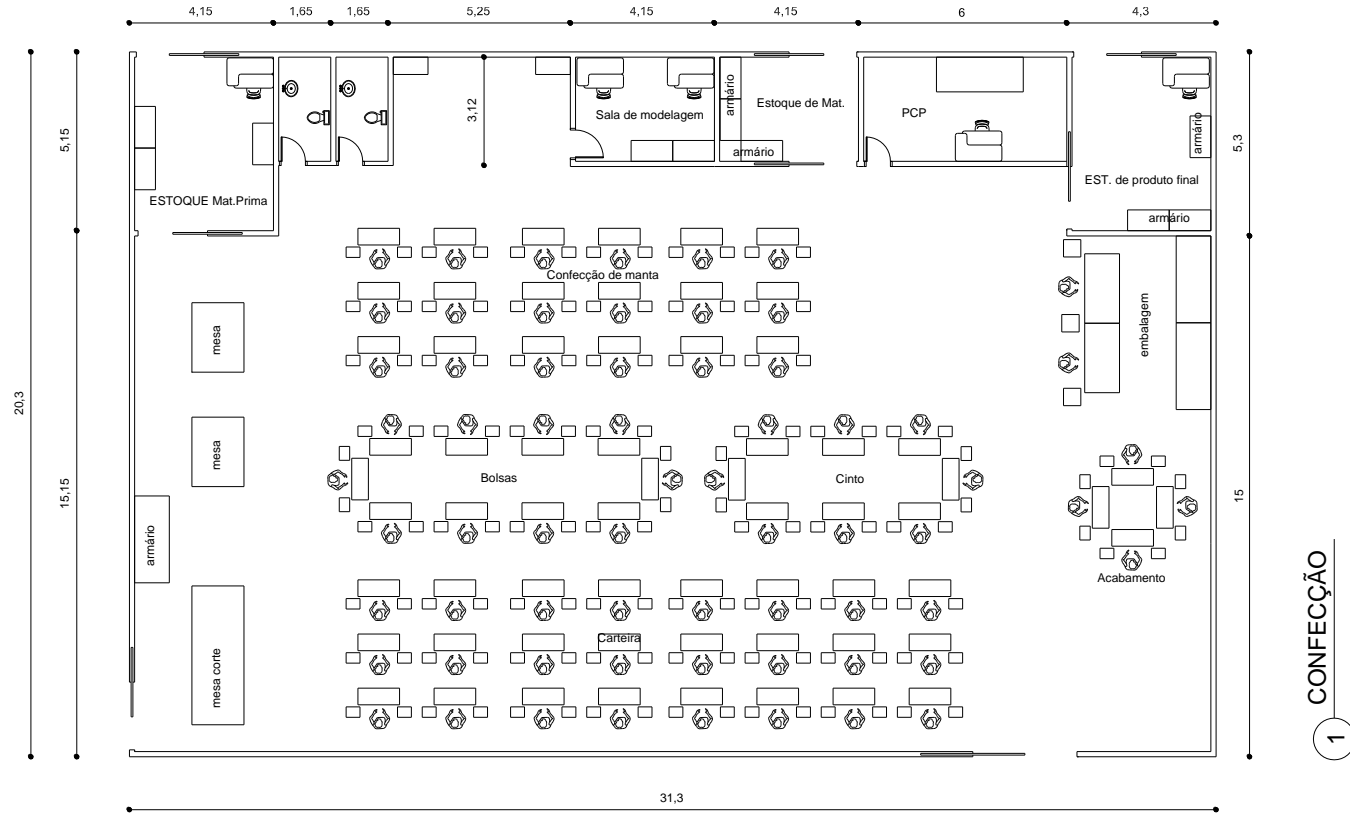 4,15
1,65
1,65
5,25
4,15
4,15
6
4,3
5,15
20,3
15,15
3,12
5,3
15
31,3
ESTOQUE Mat.Prima
Sala de modelagem
armário
Estoque de Mat.
armário
PCP
armário
EST. de produto final
armário
Confecção de manta
mesa
embalagem
mesa
Bolsas
Cinto
armário
Acabamento
mesa corte
Carteira
1
CONFECÇÃO